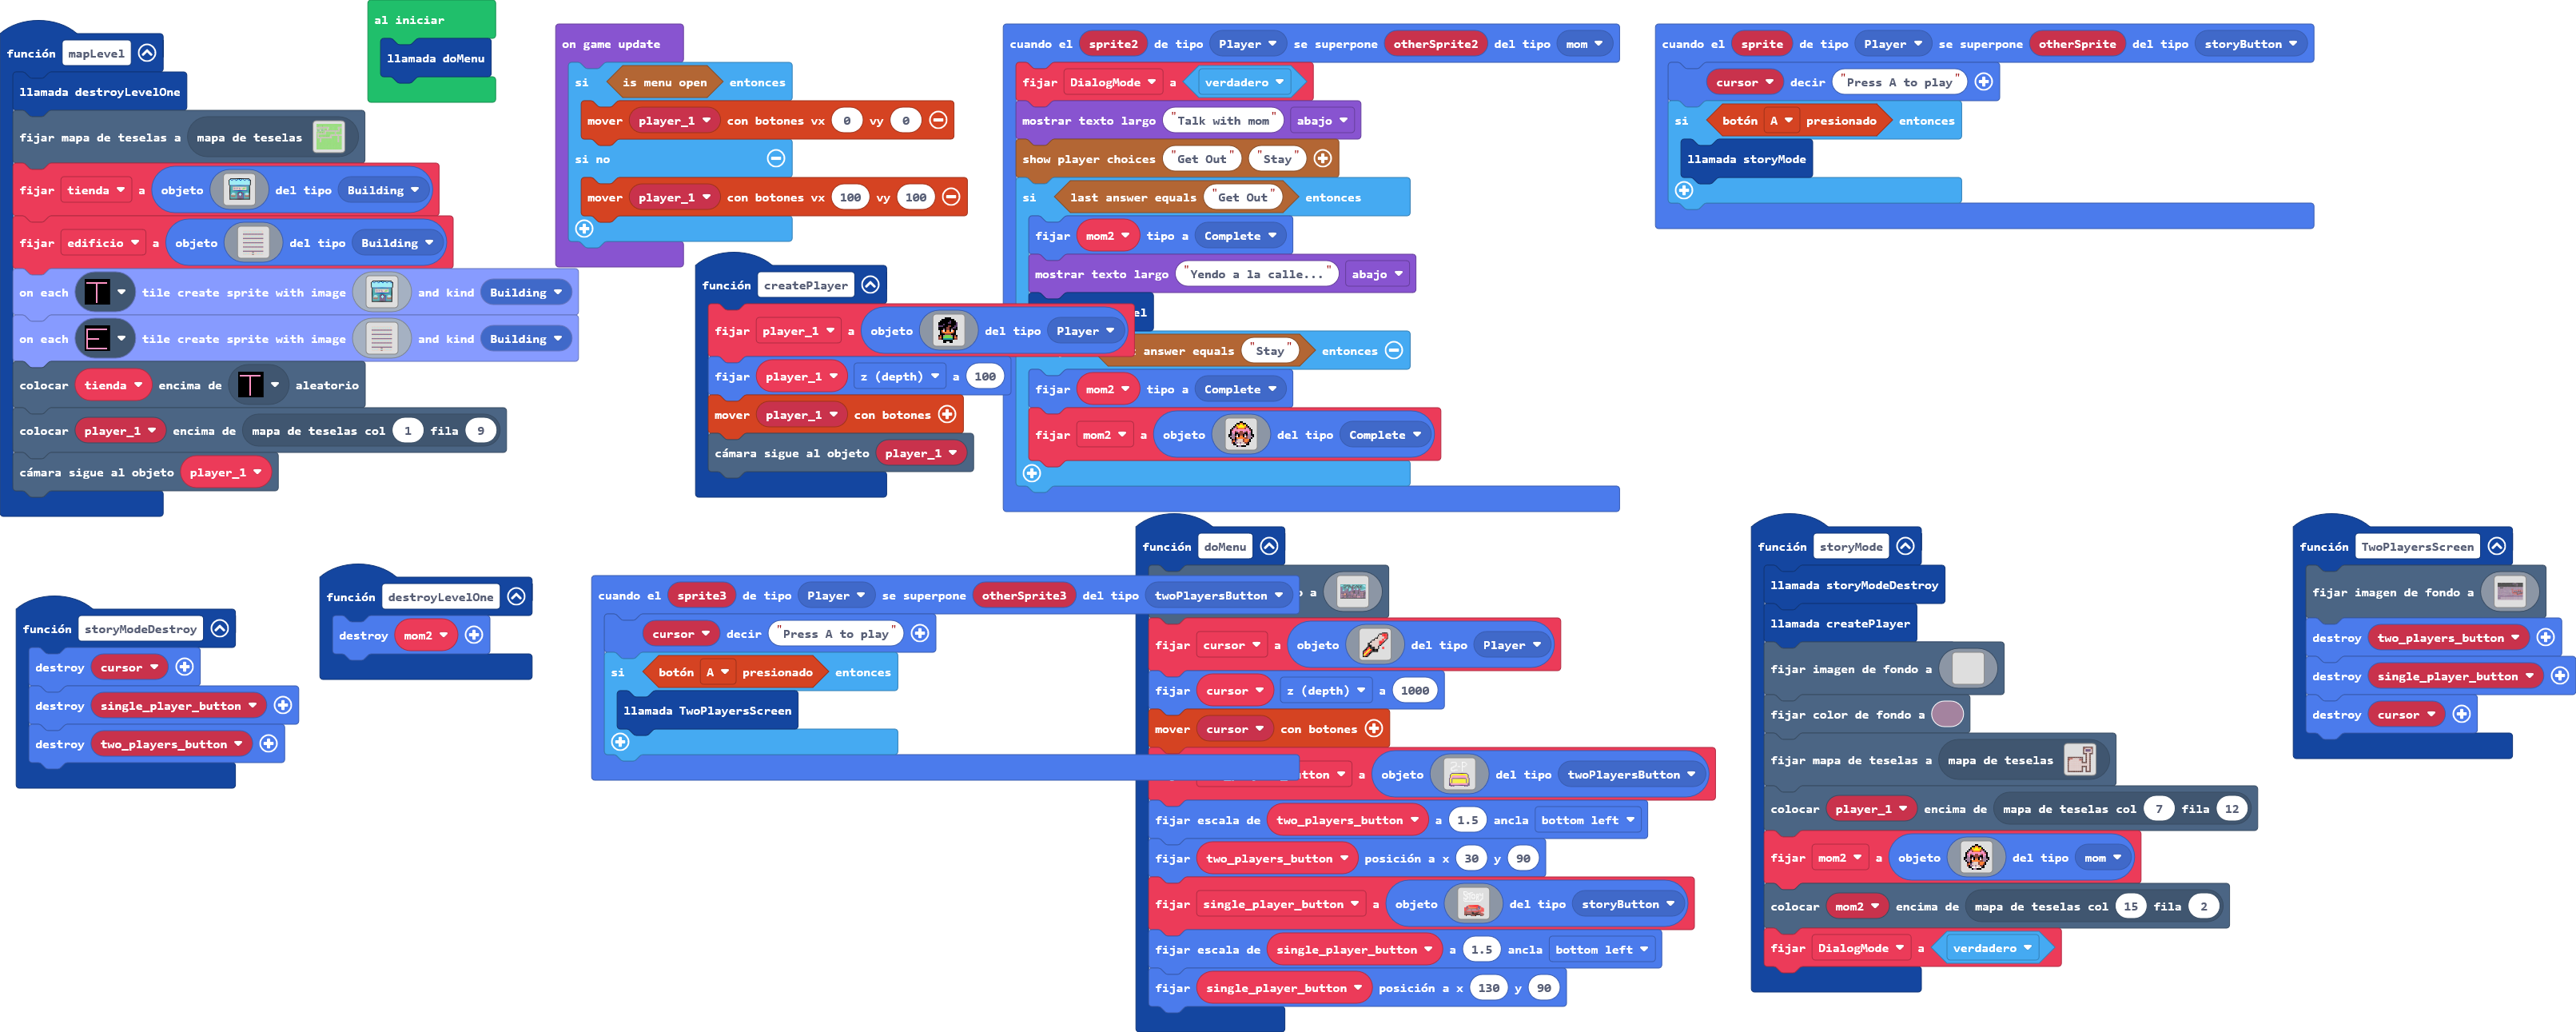 función mapLevel
llamada destroyLevelOne
fijar mapa de teselas a mapa de teselas
fijar tienda a objeto del tipo Building
fijar edificio a objeto del tipo Building
on each tile create sprite with image and kind Building
on each tile create sprite with image and kind Building
colocar tienda encima de aleatorio
colocar player_1 encima de mapa de teselas col 1 fila 9
cámara sigue al objeto player_1
al iniciar
llamada doMenu
on game update
si is menu open entonces
mover player_1 con botones vx 0 vy 0
si no
mover player_1 con botones vx 100 vy 100
función createPlayer
fijar player_1 a objeto del tipo Player
fijar player_1 z (depth) a 100
mover player_1 con botones
cámara sigue al objeto player_1
cuando el sprite2 de tipo Player se superpone otherSprite2 del tipo mom
fijar DialogMode a verdadero
mostrar texto largo "Talk with mom" abajo
show player choices "Get Out" "Stay"
si last answer equals "Get Out" entonces
fijar mom2 tipo a Complete
mostrar texto largo "Yendo a la calle..." abajo
el
answer equals "Stay" entonces
fijar mom2 tipo a Complete
fijar mom2 a objeto del tipo Complete
cuando el sprite de tipo Player se superpone otherSprite del tipo storyButton
cursor decir "Press A to play"
si botón A presionado entonces
llamada storyMode
función storyModeDestroy
destroy cursor
destroy single_player_button
destroy two_players_button
función destroyLevelOne
destroy mom2
cuando el sprite3 de tipo Player se superpone otherSprite3 del tipo twoPlayersButton
cursor decir "Press A to play"
si botón A presionado entonces
llamada TwoPlayersScreen
función doMenu
a
fijar cursor a objeto del tipo Player
fijar cursor z (depth) a 1000
mover cursor con botones
a objeto del tipo twoPlayersButton
fijar escala de two_players_button a 1.5 ancla bottom left
fijar two_players_button posición a x 30 y 90
fijar single_player_button a objeto del tipo storyButton
fijar escala de single_player_button a 1.5 ancla bottom left
fijar single_player_button posición a x 130 y 90
función storyMode
llamada storyModeDestroy
llamada createPlayer
fijar imagen de fondo a
fijar color de fondo a
fijar mapa de teselas a mapa de teselas
colocar player_1 encima de mapa de teselas col 7 fila 12
fijar mom2 a objeto del tipo mom
colocar mom2 encima de mapa de teselas col 15 fila 2
fijar DialogMode a verdadero
función TwoPlayersScreen
fijar imagen de fondo a
destroy two_players_button
destroy single_player_button
destroy cursor